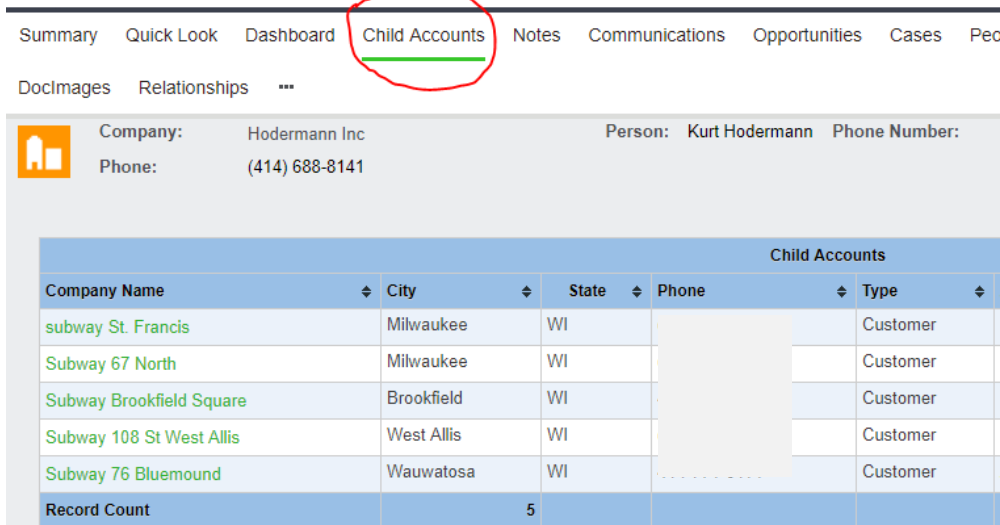 Summary Quick Look Dashboard Child Accounts Notes Communications Opportunities Cases
DocImages Relationships ···
Company: Hodermann Inc Person: Kurt Hodermann Phone Number:
Phone: (414) 688-8141
Child Accounts
Company Name City State Phone Type
subway St. Francis Milwaukee WI Customer
Subway 67 North Milwaukee WI Customer
Subway Brookfield Square Brookfield WI Customer
Subway 108 St West Allis West Allis WI Customer
Subway 76 Bluemound Wauwatosa WI Customer
Record Count 5